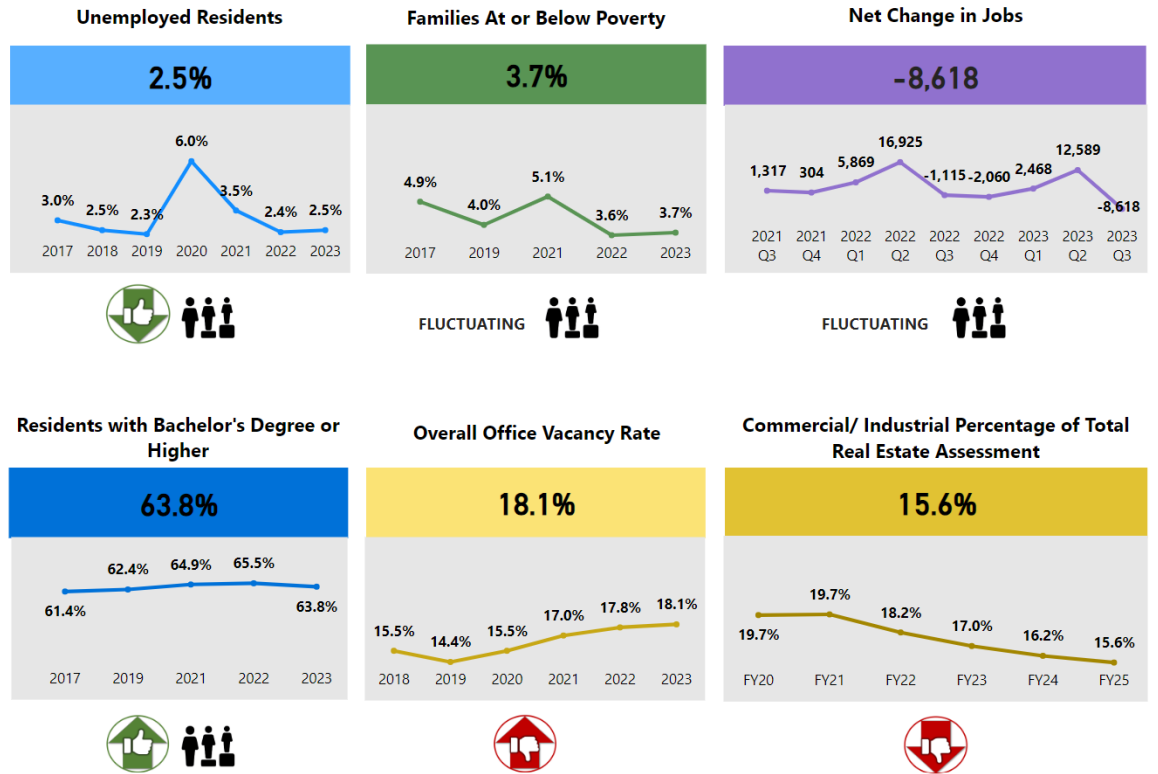 Unemployed Residents
2.5%
3.0%
2.5%
2.3%
6.0%
3.5%
2.4%
2.5%
2017 2018 2019 2020 2021 2022 2023
Families At or Below Poverty
3.7%
4.9%
4.0%
5.1%
3.6%
3.7%
2017 2019 2021 2022 2023
FLUCTUATING
Net Change in Jobs
-8,618
1,317
304
5,869
16,925
-1,115
-2,060
2,468
12,589
-8,618
2021 2021 2022 2022 2022 2022 2023 2023 2023
Q3 Q4 Q1 Q2 Q3 Q4 Q1 Q2 Q3
FLUCTUATING
Residents with Bachelor's Degree or
Higher
63.8%
61.4%
62.4%
64.9%
65.5%
63.8%
2017 2019 2021 2022 2023
Overall Office Vacancy Rate
18.1%
15.5%
14.4%
15.5%
17.0%
17.8%
18.1%
2018 2019 2020 2021 2022 2023
Commercial/ Industrial Percentage of Total
Real Estate Assessment
15.6%
19.7%
19.7%
18.2%
17.0%
16.2%
15.6%
FY20 FY21 FY22 FY23 FY24 FY25